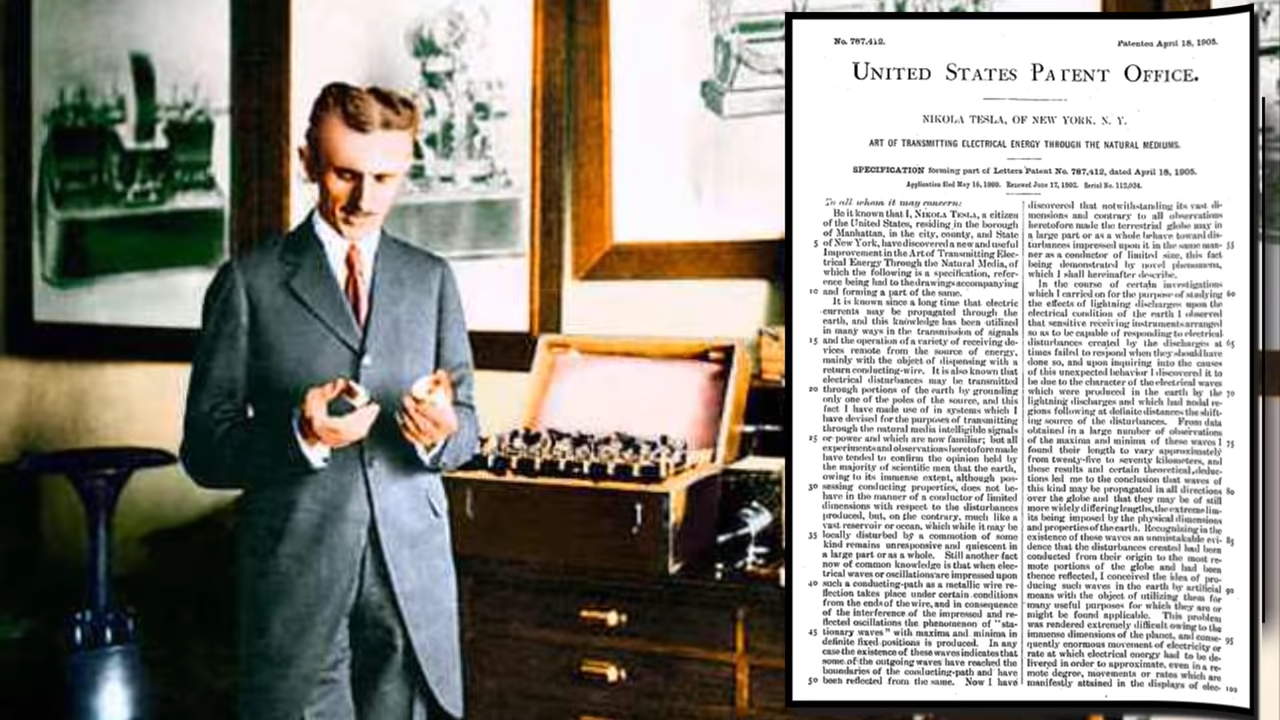 No. 787,412.
Patented April 18, 1905.
UNITED STATES PATENT OFFICE.
NIKOLA TESLA, OF NEW YORK, N. Y.
ART OF TRANSMITTING ELECTRICAL ENERGY THROUGH THE NATURAL MEDIUMS.
SPECIFICATION forming part of Letters Patent No. 787,412, dated April 18, 1905.
Application filed May 16, 1900. Renewed June 17, 1902. Serial No. 112,034.
To all whom it may concern:
Be it known that I, NIKOLA TESLA, a citizen
of the United States, residing in the borough
of Manhattan, in the city, county, and State
5 of New York, have discovered a new and useful
Improvement in the Art of Transmitting Elec-
trical Energy Through the Natural Media, of
which the following is a specification, refer-
ence being had to the drawings accompanying
10 and forming a part of the same.
It is known since a long time that electric
currents may be propagated through the
earth, and this knowledge has been utilized
in many ways in the transmission of signals
15 and the operation of a variety of receiving de-
vices remote from the source of energy,
mainly with the object of dispensing with a
return conducting-wire. It is also known that
electrical disturbances may be transmitted
20 through portions of the earth by grounding
only one of the poles of the source, and this
fact I have made use of in systems which I
have devised for the purposes of transmitting
through the natural media intelligible signals
25 or power and which are now familiar; but all
experiments and observations heretofore made
have tended to confirm the opinion held by
the majority of scientific men that the earth,
owing to its immense extent, although pos-
30 sessing conducting properties, does not be-
have in the manner of a conductor of limited
dimensions with respect to the disturbances
produced, but, on the contrary, much like a
vast reservoir or ocean, which while it may be
35 locally disturbed by a commotion of some
kind remains unresponsive and quiescent in
a large part or as a whole. Still another fact
now of common knowledge is that when elec-
trical waves or oscillations are impressed upon
40 such a conducting-path as a metallic wire re-
flection takes place under certain conditions
from the ends of the wire, and in consequence
of the interference of the impressed and re-
flected oscillations the phenomenon of "sta-
45 tionary waves" with maxima and minima in
definite fixed positions is produced. In any
case the existence of these waves indicates that
some of the outgoing waves have reached the
boundaries of the conducting-path and have
50 been reflected from the same. Now I have
discovered that notwithstanding its vast di-
mensions and contrary to all observations
heretofore made the terrestrial globe may in
a large part or as a whole behave toward dis-
turbances impressed upon it in the same man- 55
ner as a conductor of limited size, this fact
being demonstrated by novel phenomena,
which I shall hereinafter describe.
In the course of certain investigations
which I carried on for the purpose of studying 60
the effects of lightning discharges upon the
electrical condition of the earth I observed
that sensitive receiving instruments arranged
so as to be capable of responding to electrical
disturbances created by the discharges at 65
times failed to respond when they should have
done so, and upon inquiring into the causes
of this unexpected behavior I discovered it to
be due to the character of the electrical waves
which were produced in the earth by the 70
lightning discharges and which had nodal re-
gions following at definite distances the shift-
ing source of the disturbances. From data
obtained in a large number of observations
of the maxima and minima of these waves I 75
found their length to vary approximately
from twenty-five to seventy kilometers, and
these results and certain theoretical deduc-
tions led me to the conclusion that waves of
this kind may be propagated in all directions 80
over the globe and that they may be of still
more widely differing lengths, the extreme lim-
its being imposed by the physical dimensions
and properties of the earth. Recognizing in the
existence of these waves an unmistakable evi- 85
dence that the disturbances created had been
conducted from their origin to the most re-
mote portions of the globe and had been
thence reflected, I conceived the idea of pro-
ducing such waves in the earth by artificial 90
means with the object of utilizing them for
many useful purposes for which they are or
might be found applicable. This problem
was rendered extremely difficult owing to the
immense dimensions of the planet, and conse- 95
quently enormous movement of electricity or
rate at which electrical energy had to be de-
livered in order to approximate, even in a re-
mote degree, movements or rates which are
manifestly attained in the displays of elec- 100